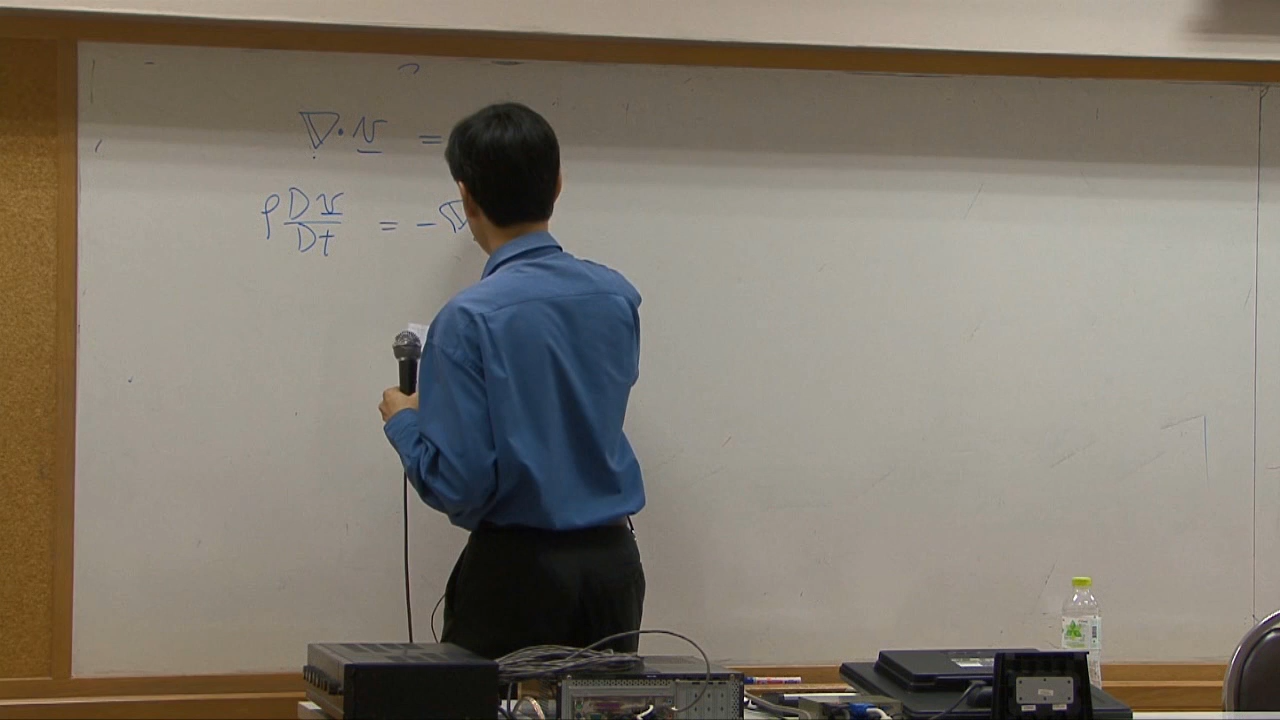 ∇·v =
ρ Dv/Dt = -∇